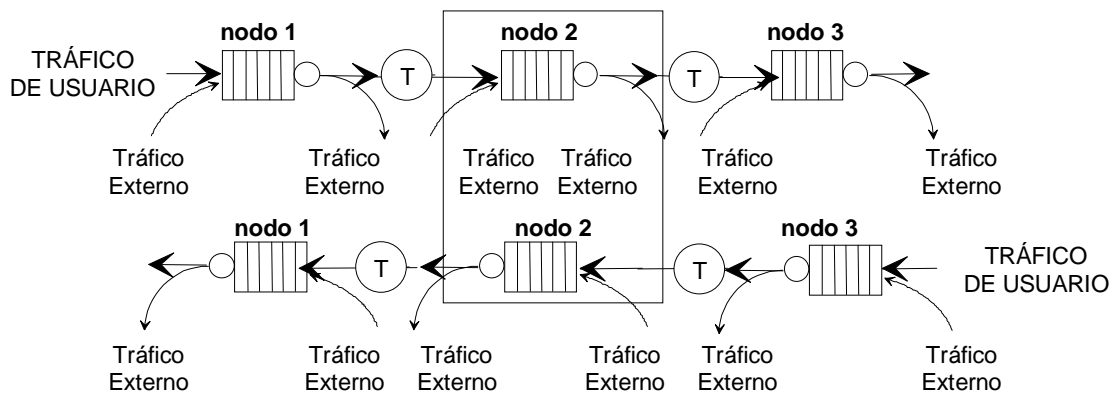 nodo 1
nodo 2
nodo 3
TRÁFICO
DE USUARIO
T
T
Tráfico
Externo
Tráfico
Externo
Tráfico
Externo
Tráfico
Externo
Tráfico
Externo
Tráfico
Externo
nodo 1
nodo 2
nodo 3
T
T
TRÁFICO
DE USUARIO
Tráfico
Externo
Tráfico
Externo
Tráfico
Externo
Tráfico
Externo
Tráfico
Externo
Tráfico
Externo